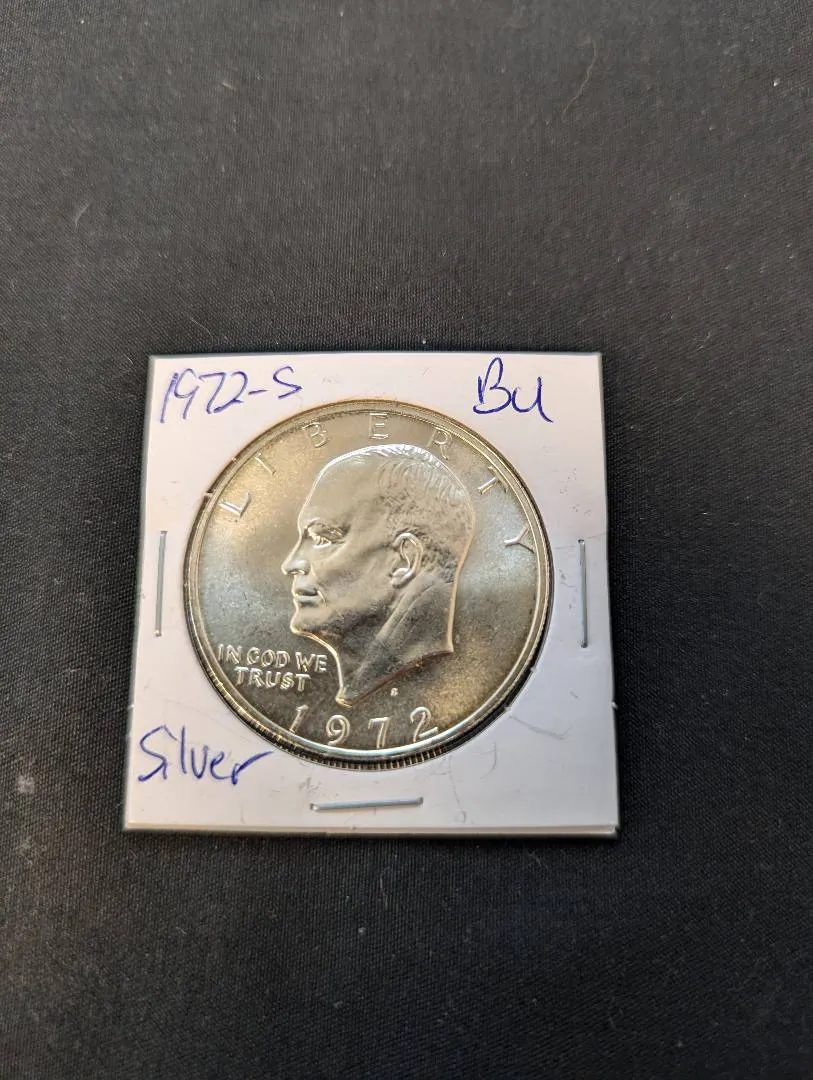 1972-S
BU
LIBERTY
IN GOD WE
TRUST
S
1972
Silver